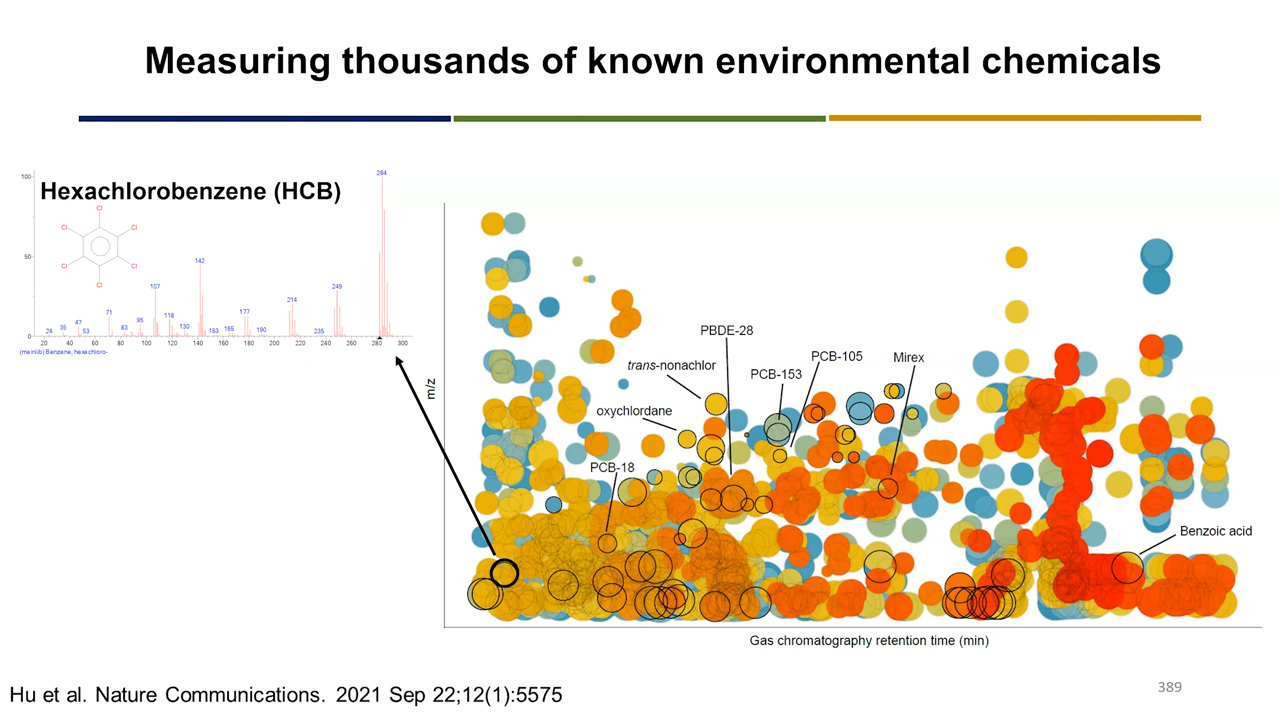 Measuring thousands of known environmental chemicals
Hexachlorobenzene (HCB)
100
50
0
284
142
107
249
214
177
71
118
95
47
130
24
35
53
83
153
165
190
235
Cl
Cl
Cl
Cl
Cl
Cl
20 40 60 80 100 120 140 160 180 200 220 240 260 280 300
(mainlib) Benzene, hexachloro-
m/z
PBDE-28
trans-nonachlor
PCB-105
Mirex
PCB-153
oxychlordane
PCB-18
Benzoic acid
Gas chromatography retention time (min)
Hu et al. Nature Communications. 2021 Sep 22;12(1):5575
389